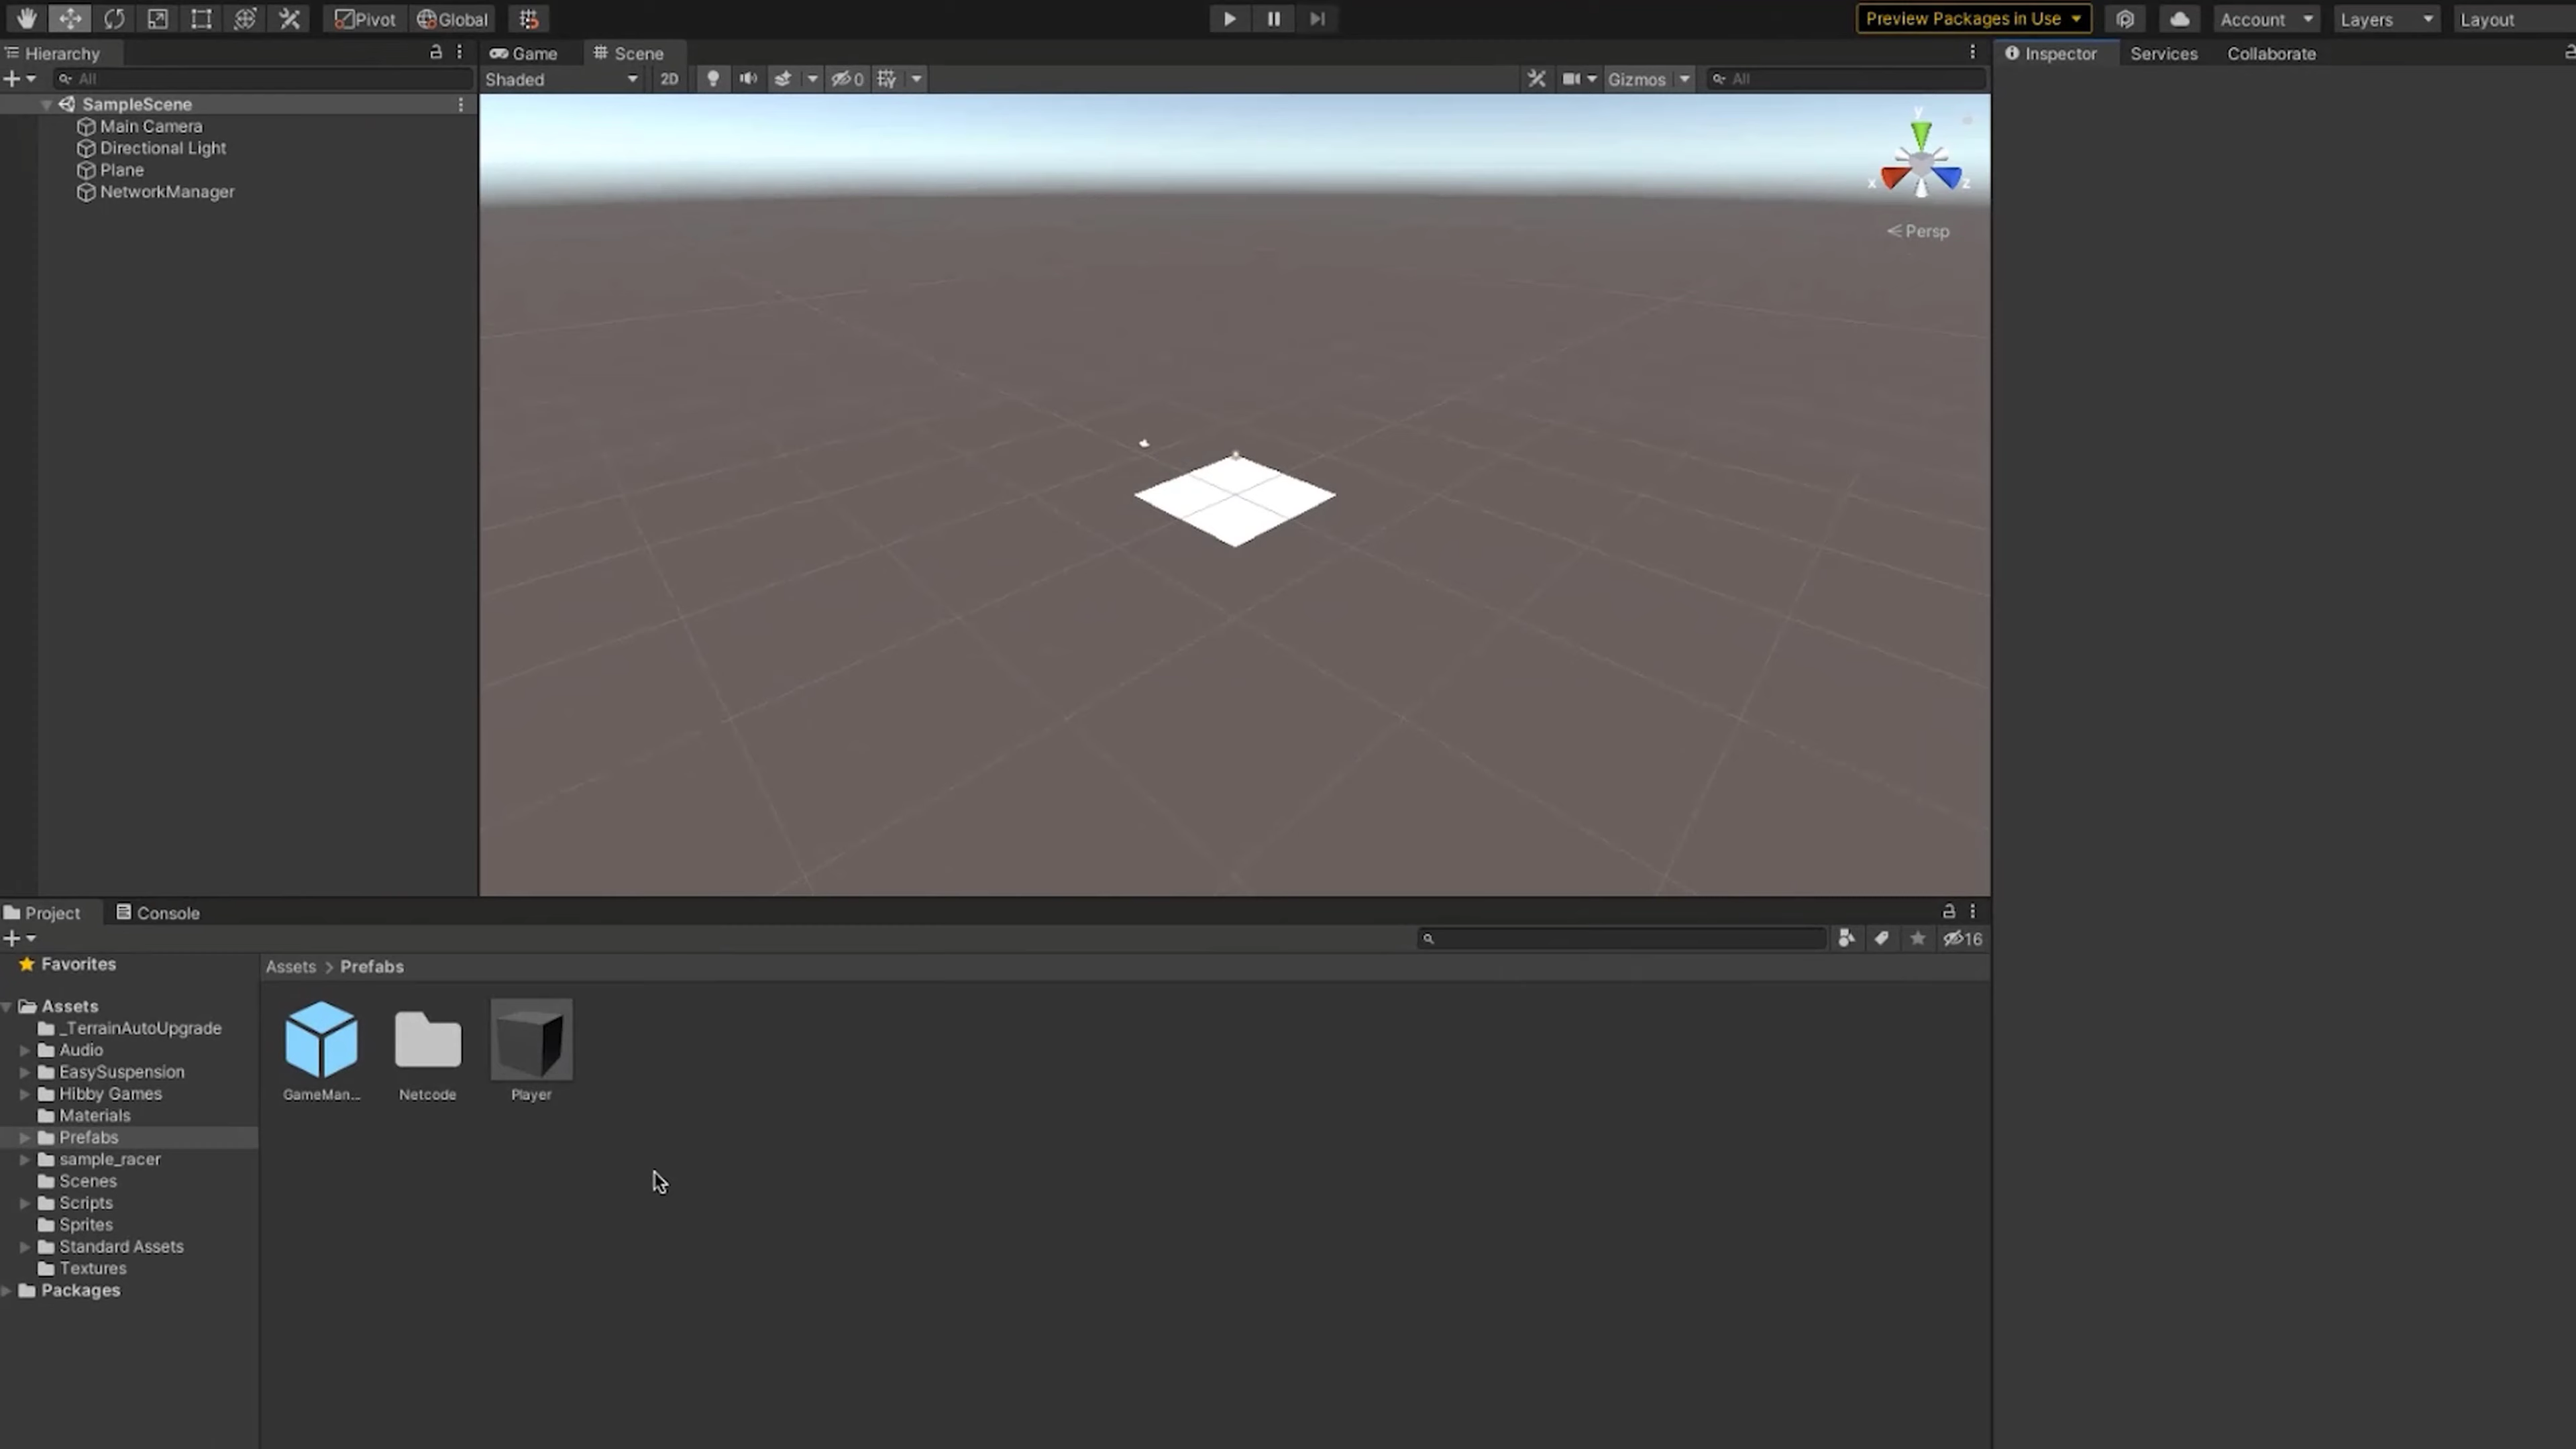 Pivot Global Preview Packages in Use Account Layers Layout
Hierarchy Game Scene Inspector Services Collaborate
All Shaded 2D 0 Gizmos All
SampleScene
Main Camera
Directional Light
Plane
NetworkManager
y
x z
Persp
Project Console
16
Favorites
Assets > Prefabs
Assets
_TerrainAutoUpgrade
Audio
EasySuspension
Hibby Games
Materials
Prefabs
sample_racer
Scenes
Scripts
Sprites
Standard Assets
Textures
Packages
GameMan... Netcode Player